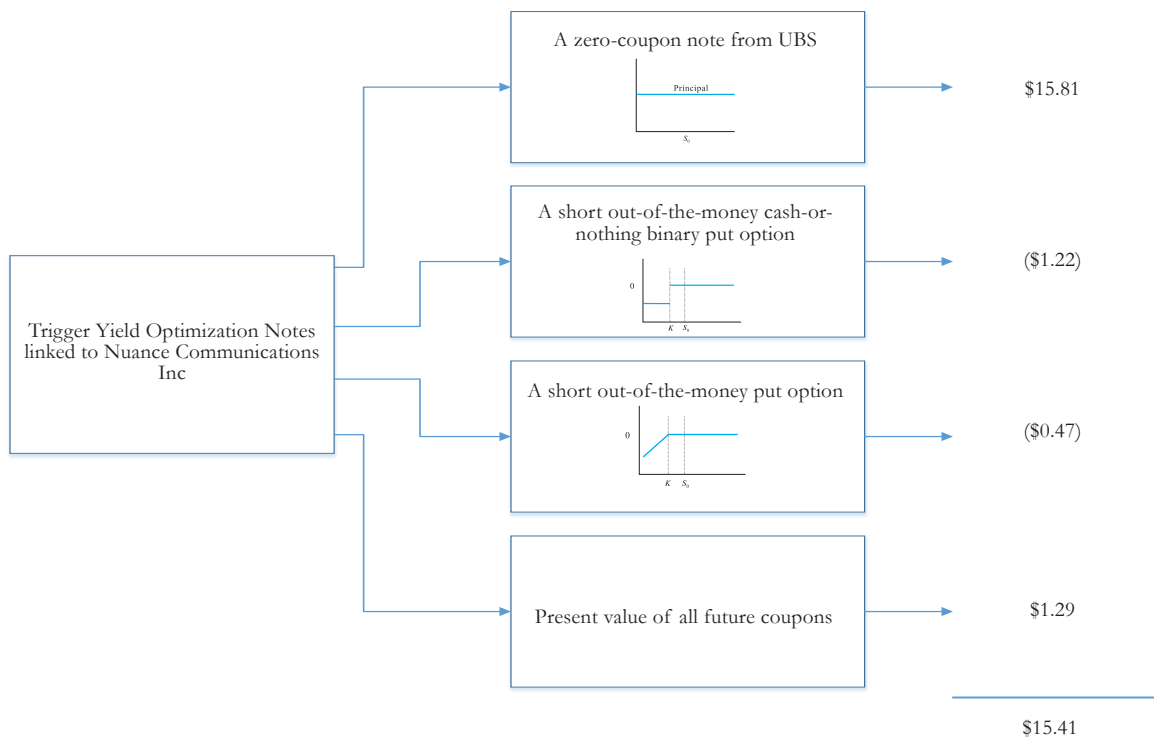 A zero-coupon note from UBS
Principal
S0
$15.81
A short out-of-the-money cash-or-
nothing binary put option
0
K
S0
($1.22)
Trigger Yield Optimization Notes
linked to Nuance Communications
Inc
A short out-of-the-money put option
0
K
S0
($0.47)
Present value of all future coupons
$1.29
$15.41